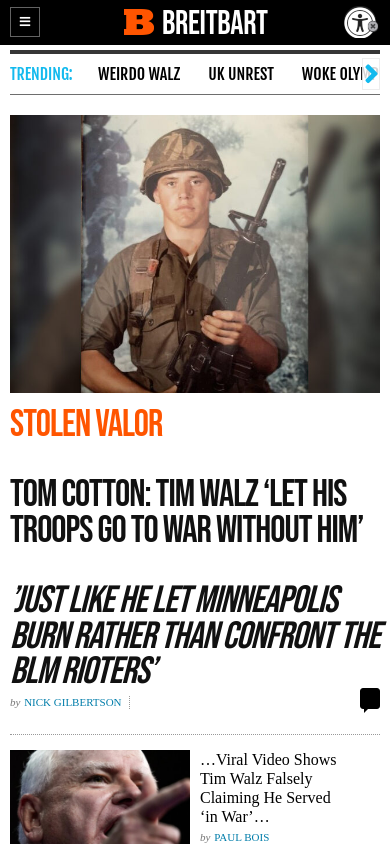 BREITBART
TRENDING:
WEIRDO WALZ
UK UNREST
WOKE
STOLEN VALOR
TOM COTTON: TIM WALZ ‘LET HIS
TROOPS GO TO WAR WITHOUT HIM’
’JUST LIKE HE LET MINNEAPOLIS
BURN RATHER THAN CONFRONT THE
BLM RIOTERS’
by NICK GILBERTSON
…Viral Video Shows
Tim Walz Falsely
Claiming He Served
‘in War’…
by PAUL BOIS